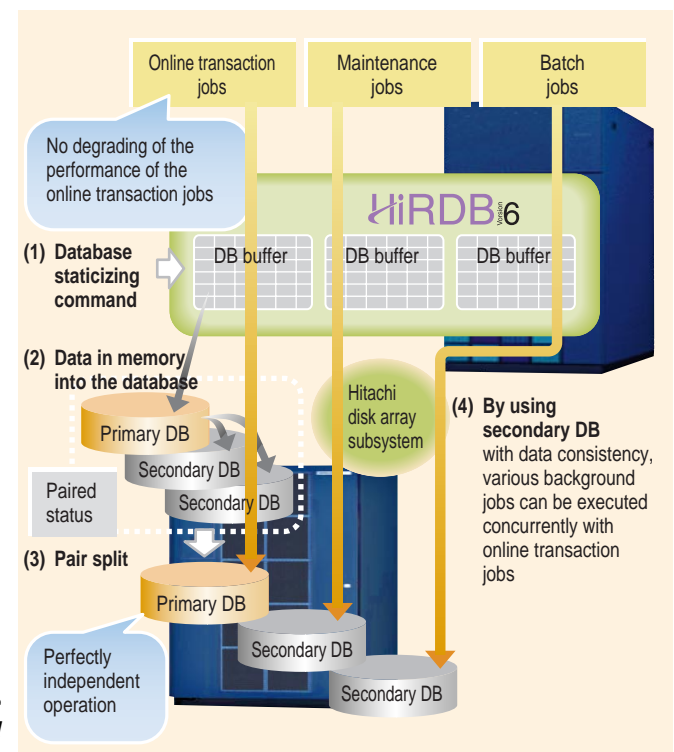 Online transaction
jobs
Maintenance
jobs
Batch
jobs
No degrading of the
performance of the
online transaction jobs
HiRDB Version 6
(1) Database
staticizing
command
DB buffer
DB buffer
DB buffer
(2) Data in memory
into the database
Primary DB
Secondary DB
Secondary DB
Paired
status
Hitachi
disk array
subsystem
(4) By using
secondary DB
with data consistency,
various background
jobs can be executed
concurrently with
online transaction
jobs
(3) Pair split
Primary DB
Secondary DB
Secondary DB
Perfectly
independent
operation